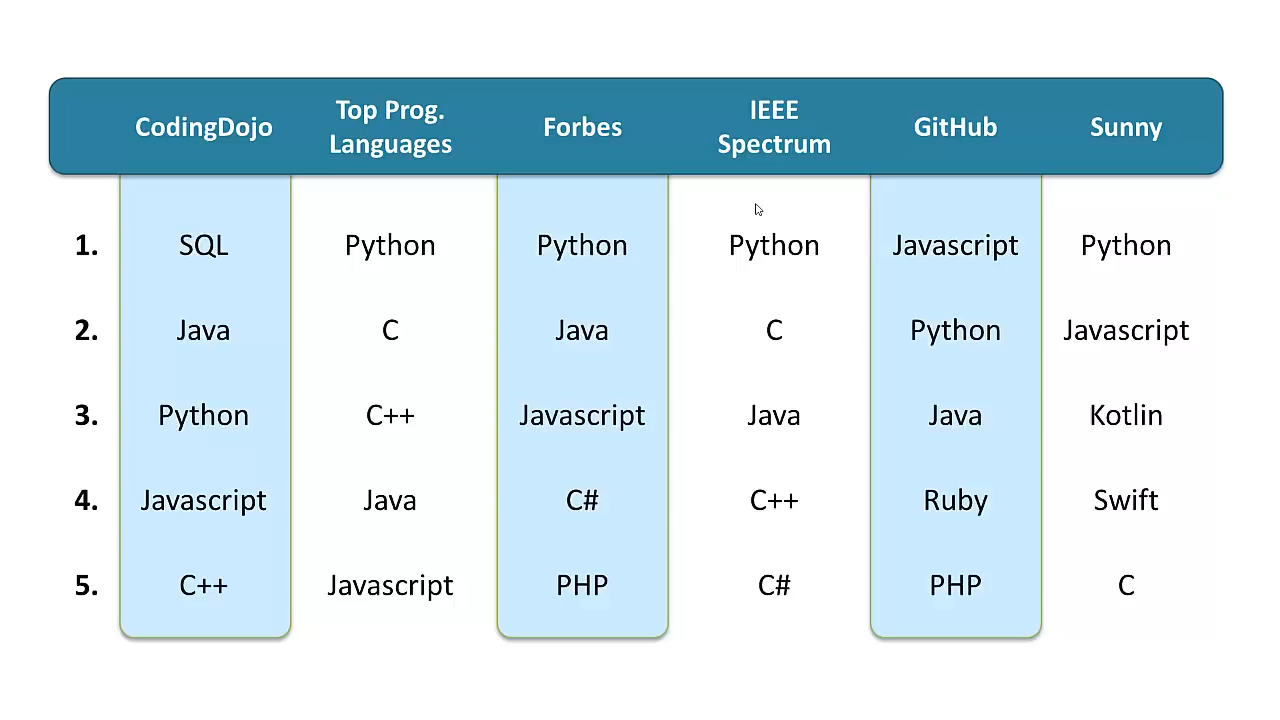 CodingDojo Top Prog. Languages Forbes IEEE Spectrum GitHub Sunny
1. SQL Python Python Python Javascript Python
2. Java C Java C Python Javascript
3. Python C++ Javascript Java Java Kotlin
4. Javascript Java C# C++ Ruby Swift
5. C++ Javascript PHP C# PHP C